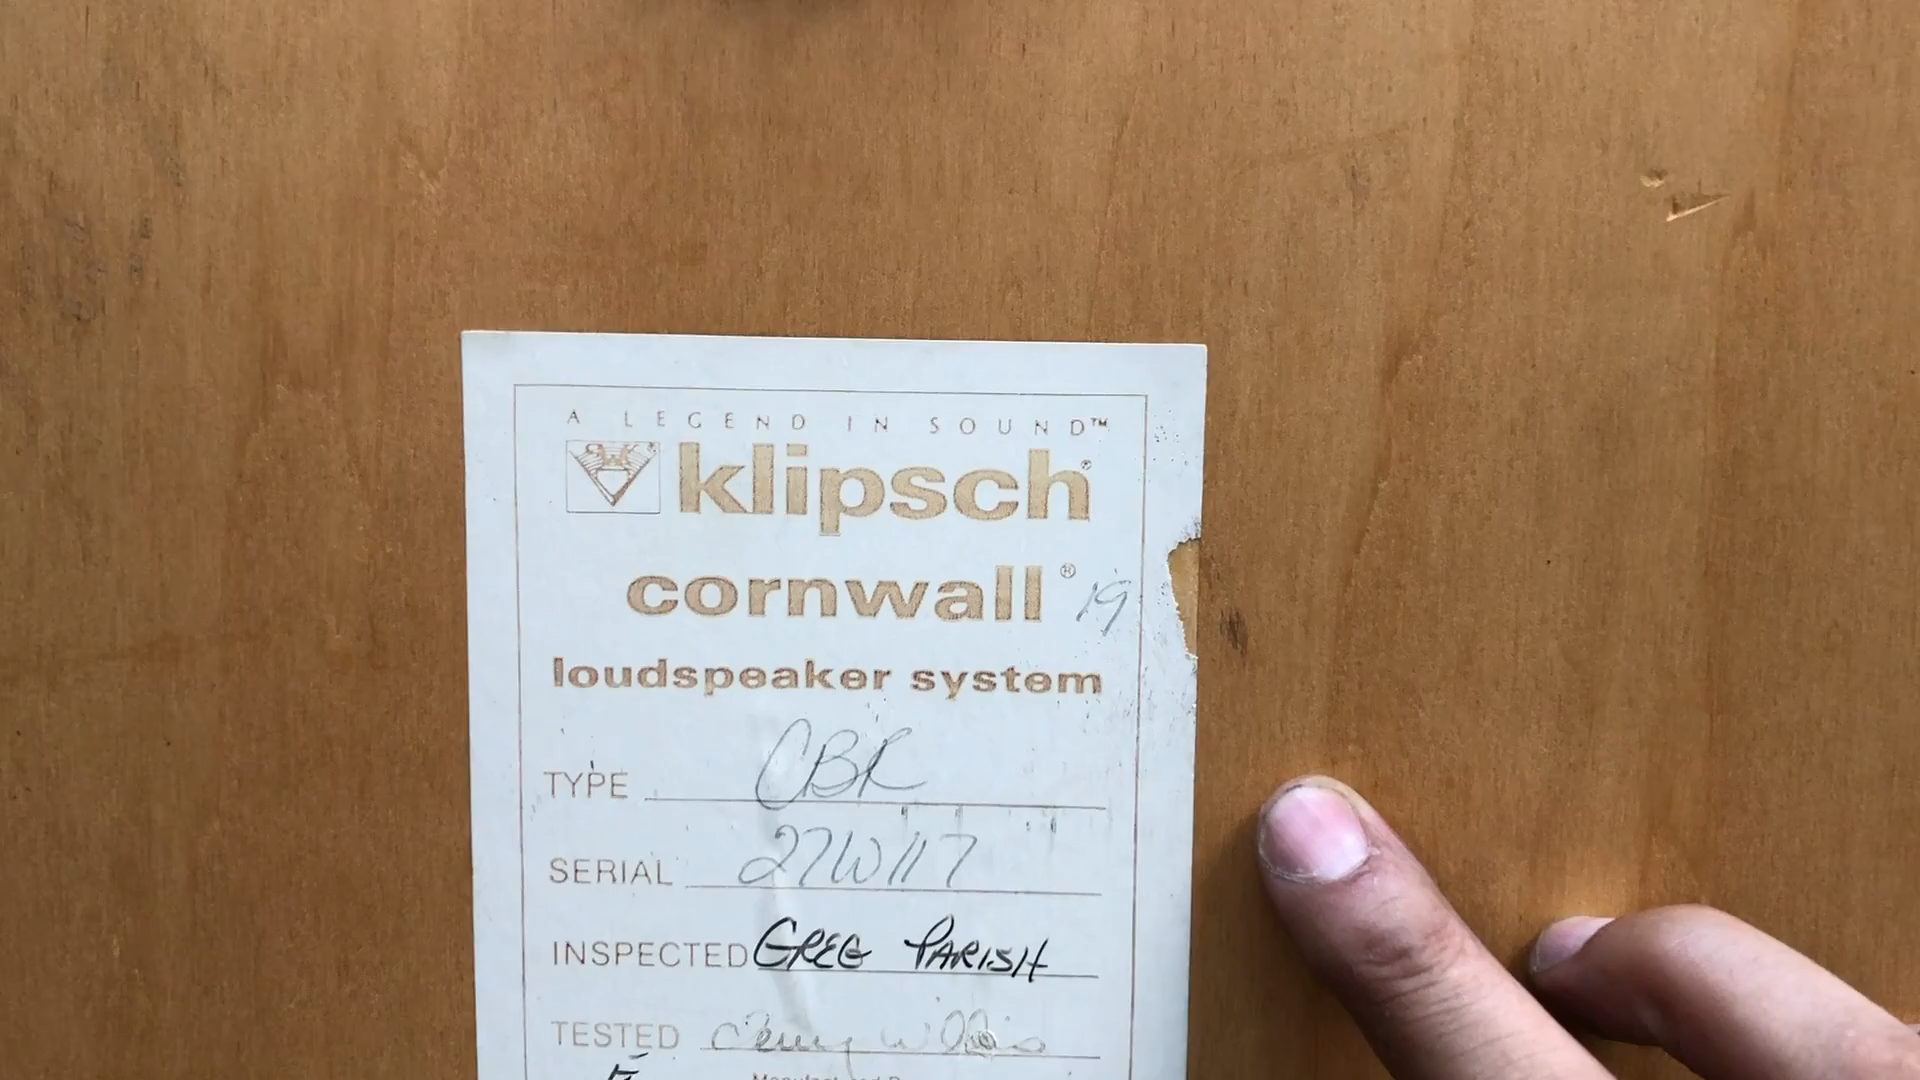 A LEGEND IN SOUND™
klipsch®
cornwall® 19
loudspeaker system
TYPE CBR
SERIAL 27W117
INSPECTED GREG PARISH
TESTED